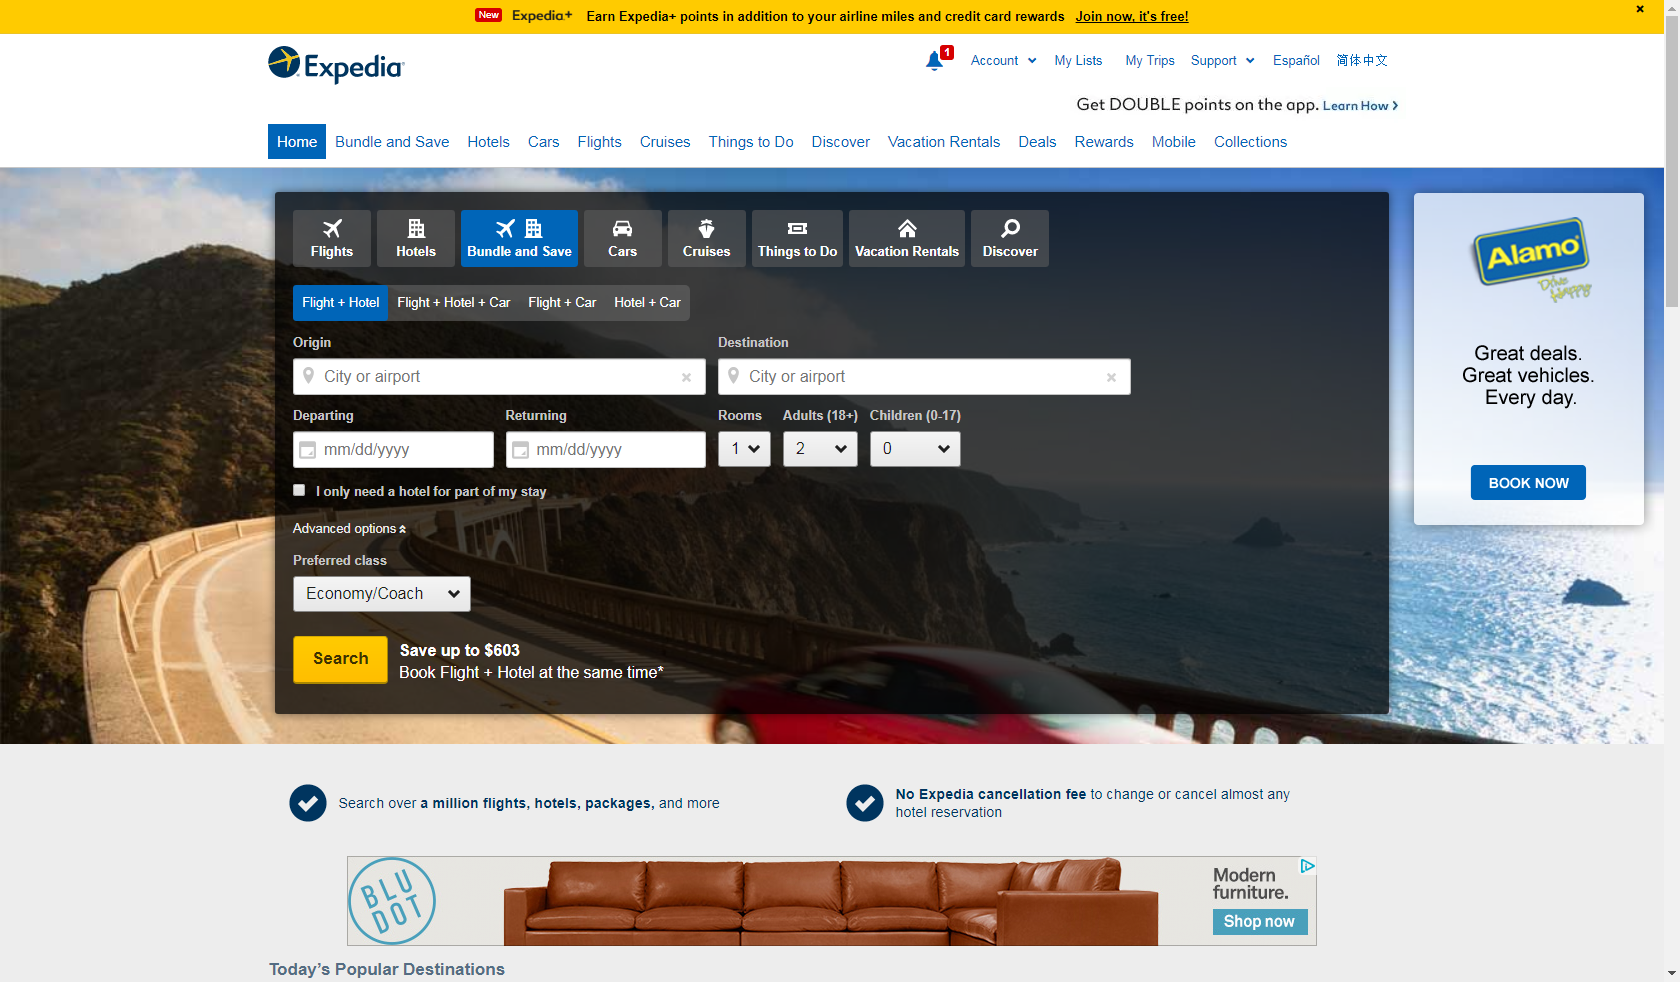 New Expedia+ Earn Expedia+ points in addition to your airline miles and credit card rewards Join now, it's free!
Expedia
1 Account My Lists My Trips Support Español 简体中文
Get DOUBLE points on the app. Learn How >
Home Bundle and Save Hotels Cars Flights Cruises Things to Do Discover Vacation Rentals Deals Rewards Mobile Collections
Flights Hotels Bundle and Save Cars Cruises Things to Do Vacation Rentals Discover
Flight + Hotel Flight + Hotel + Car Flight + Car Hotel + Car
Origin Destination
City or airport City or airport
Departing Returning Rooms Adults (18+) Children (0-17)
mm/dd/yyyy mm/dd/yyyy 1 2 0
I only need a hotel for part of my stay
Advanced options
Preferred class
Economy/Coach
Search
Save up to $603
Book Flight + Hotel at the same time*
Alamo
Drive Happy
Great deals.
Great vehicles.
Every day.
BOOK NOW
Search over a million flights, hotels, packages, and more
No Expedia cancellation fee to change or cancel almost any
hotel reservation
BLU
DOT
Modern
furniture.
Shop now
Today's Popular Destinations